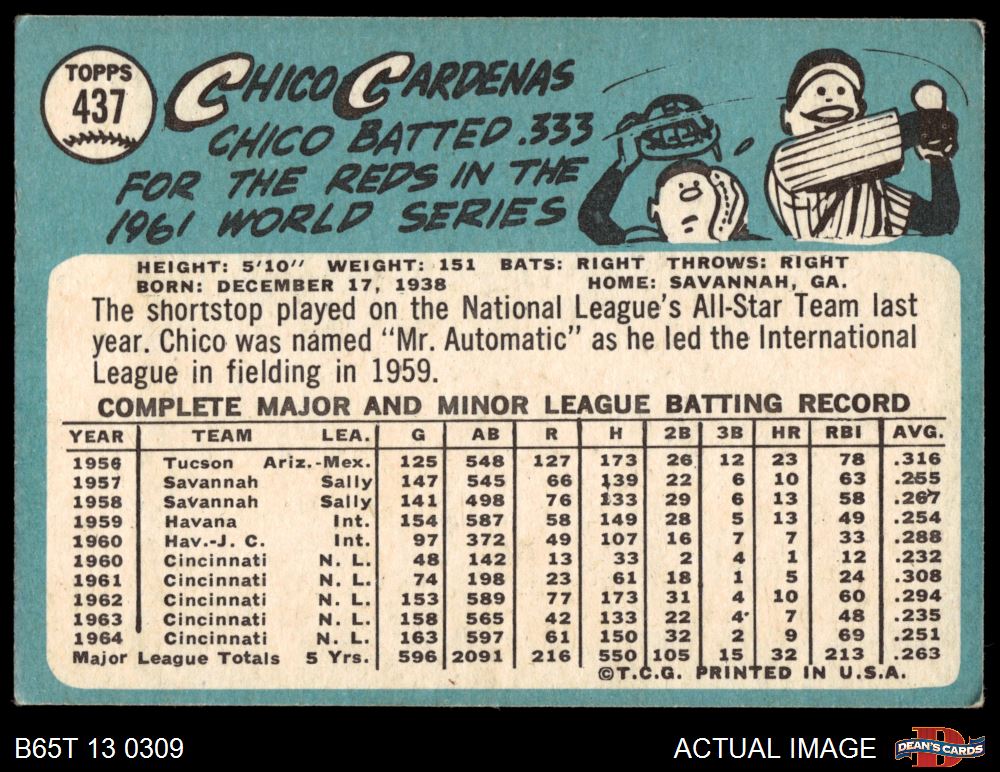 TOPPS
437
CHICO CARDENAS
CHICO BATTED .333
FOR THE REDS IN THE
1961 WORLD SERIES
HEIGHT: 5'10" WEIGHT: 151 BATS: RIGHT THROWS: RIGHT
BORN: DECEMBER 17, 1938 HOME: SAVANNAH, GA.
The shortstop played on the National League's All-Star Team last
year. Chico was named "Mr. Automatic" as he led the International
League in fielding in 1959.
COMPLETE MAJOR AND MINOR LEAGUE BATTING RECORD
YEAR TEAM LEA. G AB R H 2B 3B HR RBI AVG.
1956 Tucson Ariz.-Mex. 125 548 127 173 26 12 23 78 .316
1957 Savannah Sally 147 545 66 139 22 6 10 63 .255
1958 Savannah Sally 141 498 76 133 29 6 13 58 .267
1959 Havana Int. 154 587 58 149 28 5 13 49 .254
1960 Hav.-J. C. Int. 97 372 49 107 16 7 7 33 .288
1960 Cincinnati N. L. 48 142 13 33 2 4 1 12 .232
1961 Cincinnati N. L. 74 198 23 61 18 1 5 24 .308
1962 Cincinnati N. L. 153 589 77 173 31 4 10 60 .294
1963 Cincinnati N. L. 158 565 42 133 22 4 7 48 .235
1964 Cincinnati N. L. 163 597 61 150 32 2 9 69 .251
Major League Totals 5 Yrs. 596 2091 216 550 105 15 32 213 .263
©T.C.G. PRINTED IN U.S.A.
B65T 13 0309 ACTUAL IMAGE
D
DEAN'S CARDS